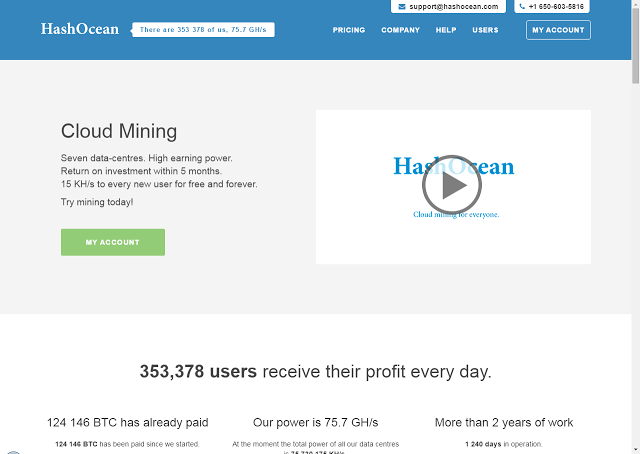 support@hashocean.com
+1 650-603-5816
HashOcean
There are 353 378 of us, 75.7 GH/s
PRICING
COMPANY
HELP
USERS
MY ACCOUNT
Cloud Mining
Seven data-centres. High earning power.
Return on investment within 5 months.
15 KH/s to every new user for free and forever.
Try mining today!
MY ACCOUNT
HashOcean
Cloud mining for everyone.
353,378 users receive their profit every day.
124 146 BTC has already paid
124 146 BTC has been paid since we started.
Our power is 75.7 GH/s
At the moment the total power of all our data centres
is 75 720 175 KH/s
More than 2 years of work
1 240 days in operation.